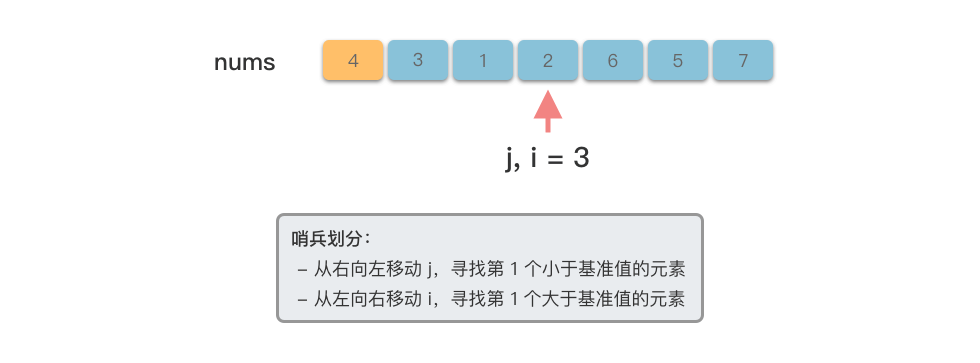 nums 4 3 1 2 6 5 7
j, i = 3
哨兵划分：
– 从右向左移动 j，寻找第 1 个小于基准值的元素
– 从左向右移动 i，寻找第 1 个大于基准值的元素